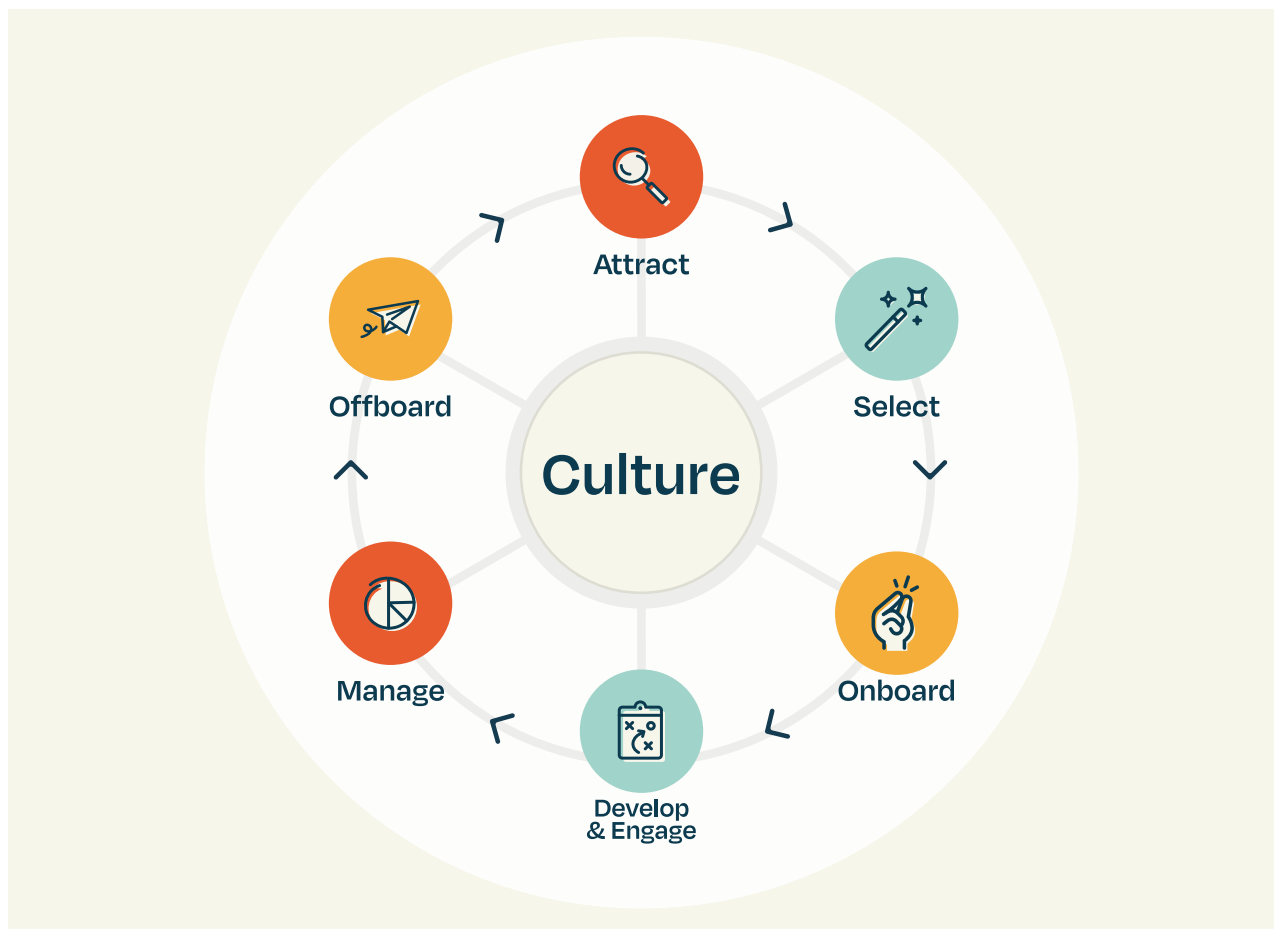 Attract
Select
Onboard
Develop
& Engage
Manage
Offboard
Culture